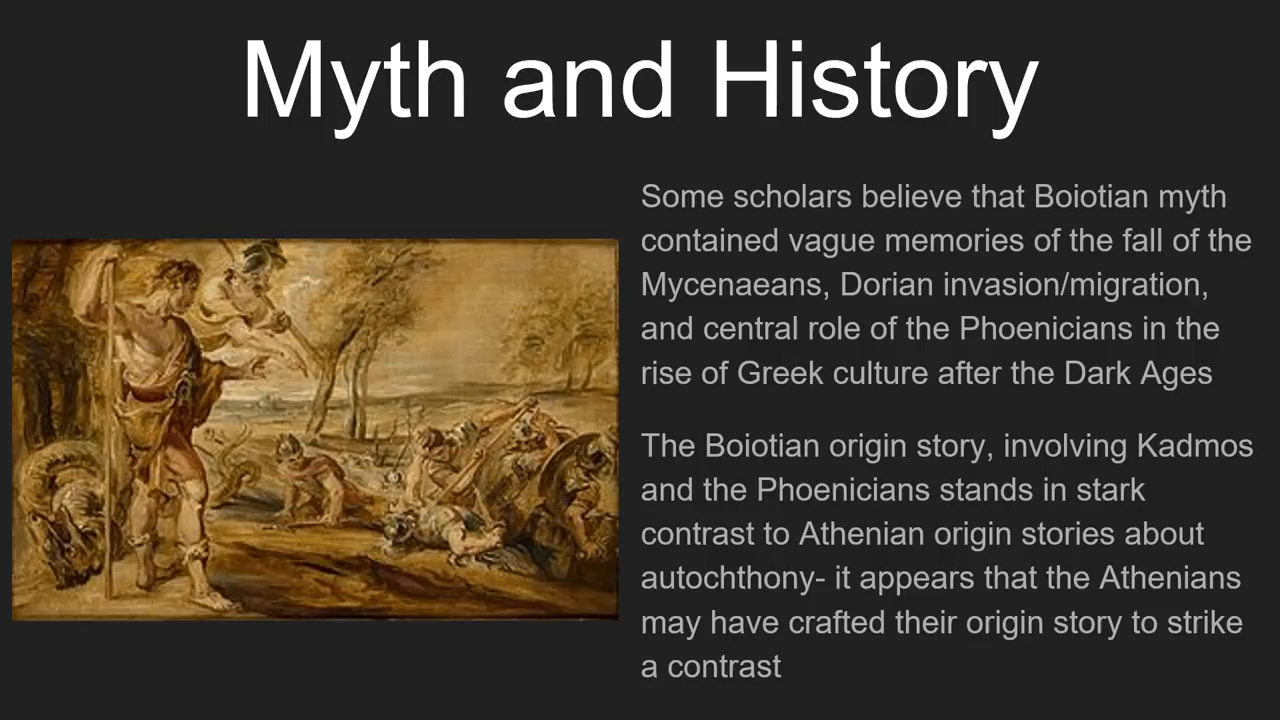 Myth and History
Some scholars believe that Boiotian myth
contained vague memories of the fall of the
Mycenaeans, Dorian invasion/migration,
and central role of the Phoenicians in the
rise of Greek culture after the Dark Ages
The Boiotian origin story, involving Kadmos
and the Phoenicians stands in stark
contrast to Athenian origin stories about
autochthony- it appears that the Athenians
may have crafted their origin story to strike
a contrast